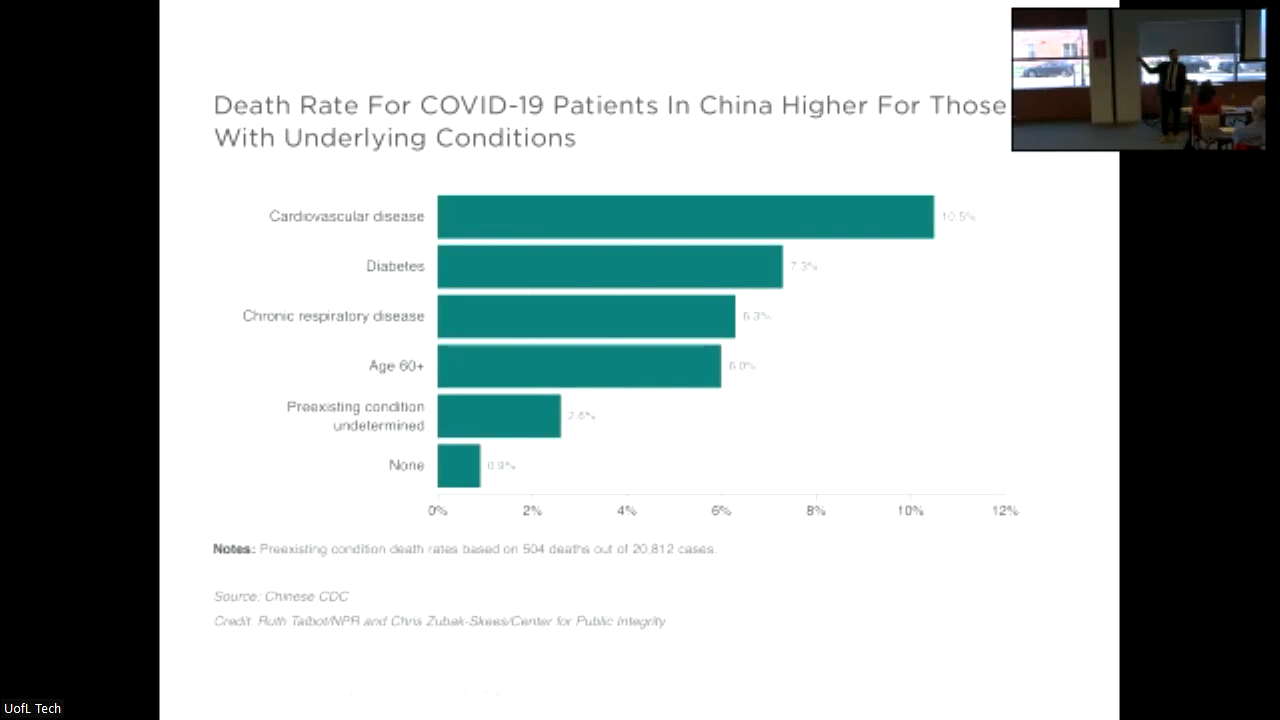 Death Rate For COVID-19 Patients In China Higher For Those
With Underlying Conditions
Cardiovascular disease
10.5%
Diabetes
7.3%
Chronic respiratory disease
6.3%
Age 60+
6.0%
Preexisting condition
undetermined
2.6%
None
0.9%
0% 2% 4% 6% 8% 10% 12%
Notes: Preexisting condition death rates based on 504 deaths out of 20,812 cases.
Source: Chinese CDC
Credit: Ruth Talbot/NPR and Chris Zubak-Skees/Center for Public Integrity
UofL Tech